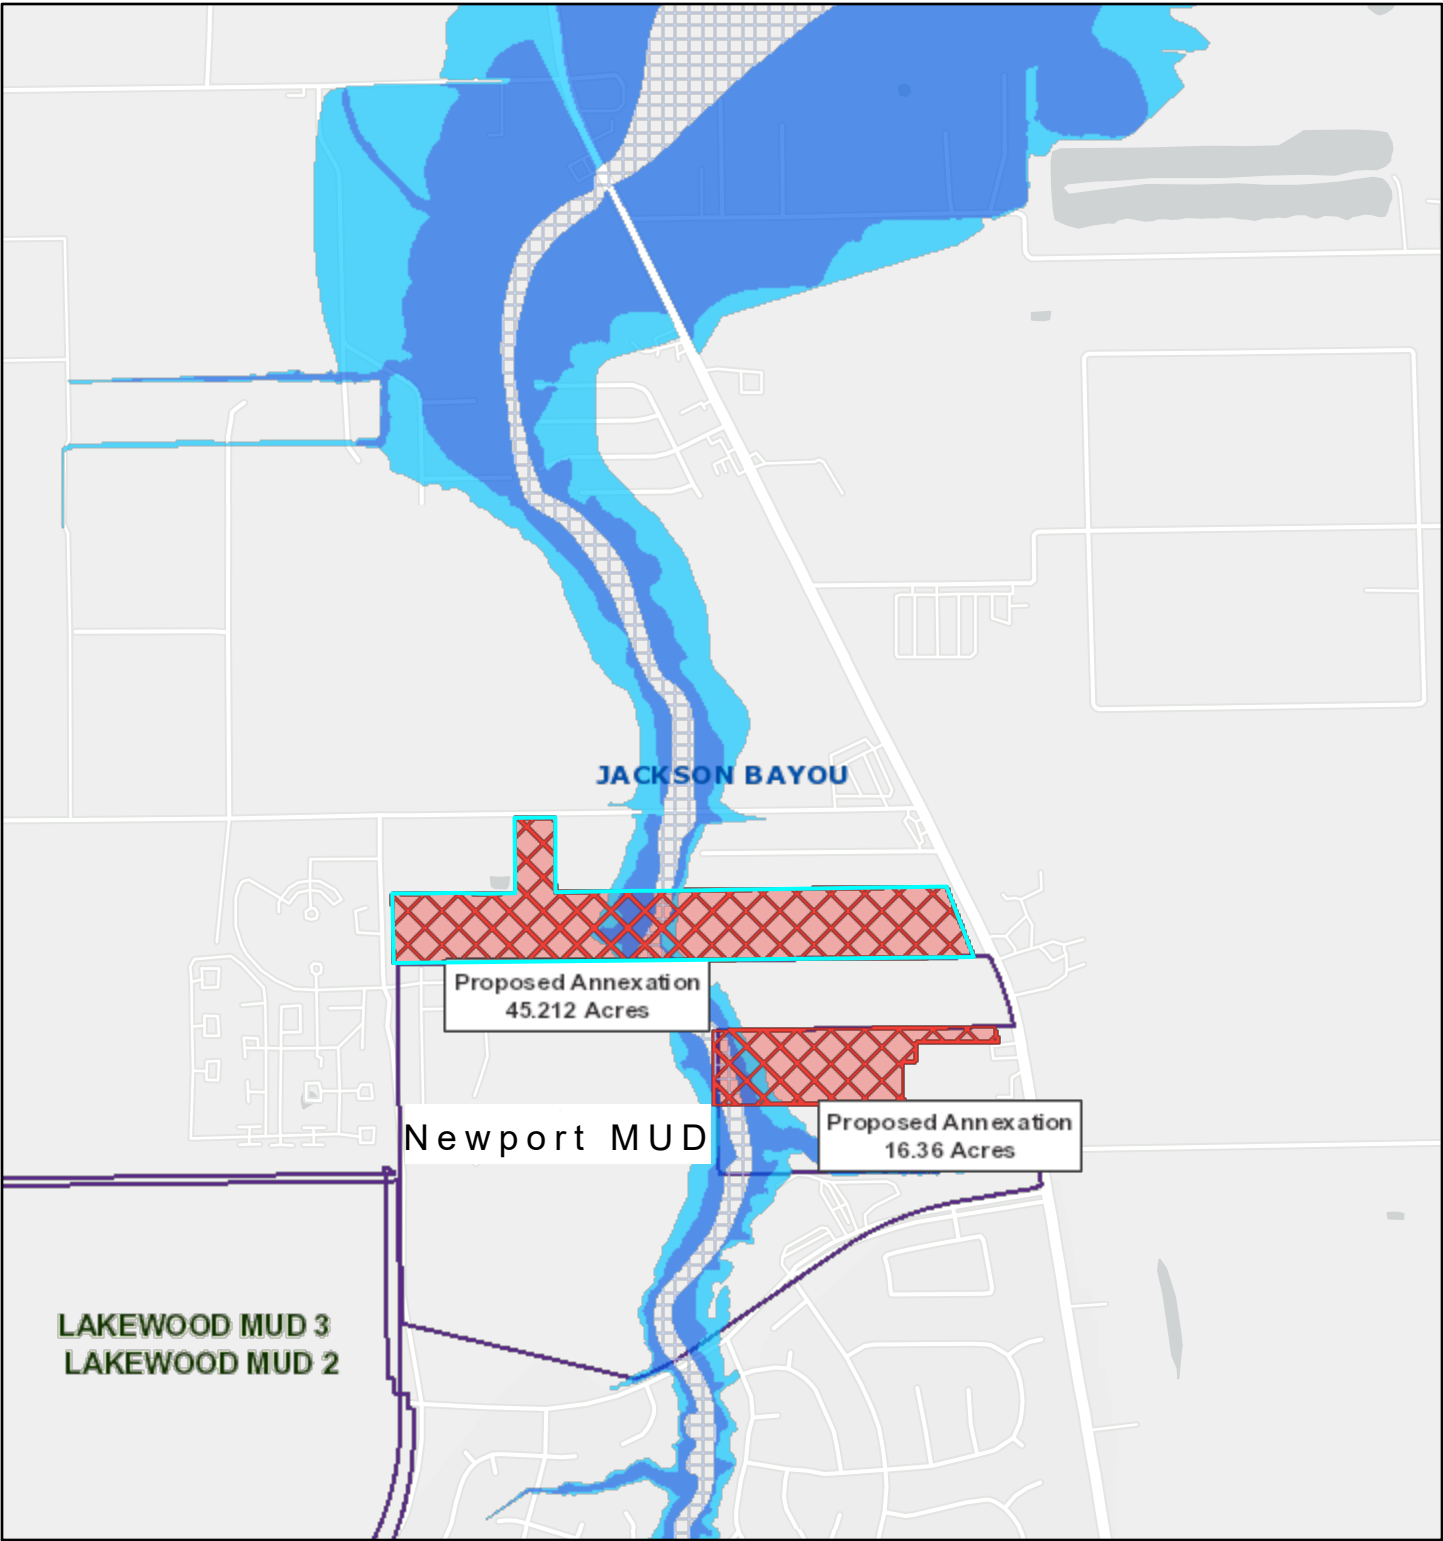 JACKSON BAYOU
Proposed Annexation
45.212 Acres
Newport MUD
Proposed Annexation
16.36 Acres
LAKEWOOD MUD 3
LAKEWOOD MUD 2